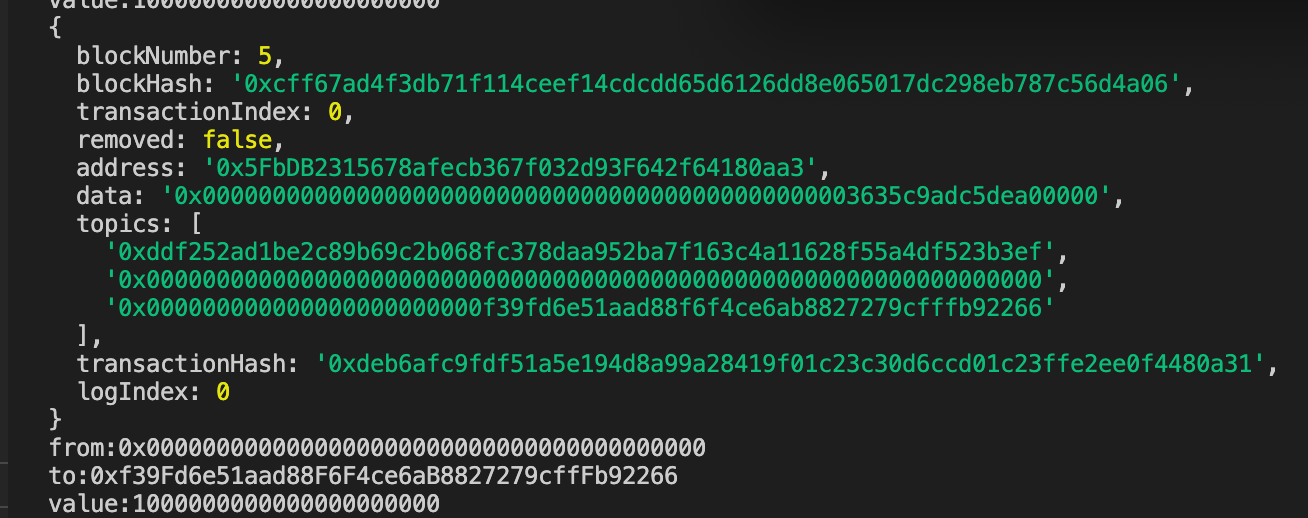 value:1000000000000000000000
{
blockNumber: 5,
blockHash: '0xcff67ad4f3db71f114ceef14cdcdd65d6126dd8e065017dc298eb787c56d4a06',
transactionIndex: 0,
removed: false,
address: '0x5FbDB2315678afecb367f032d93F642f64180aa3',
data: '0x00000000000000000000000000000000000000000000003635c9adc5dea00000',
topics: [
'0xddf252ad1be2c89b69c2b068fc378daa952ba7f163c4a11628f55a4df523b3ef',
'0x0000000000000000000000000000000000000000000000000000000000000000',
'0x000000000000000000000000f39fd6e51aad88f6f4ce6ab8827279cfffb92266'
],
transactionHash: '0xdeb6afc9fdf51a5e194d8a99a28419f01c23c30d6ccd01c23ffe2ee0f4480a31',
logIndex: 0
}
from:0x0000000000000000000000000000000000000000
to:0xf39Fd6e51aad88F6F4ce6aB8827279cffFb92266
value:1000000000000000000000